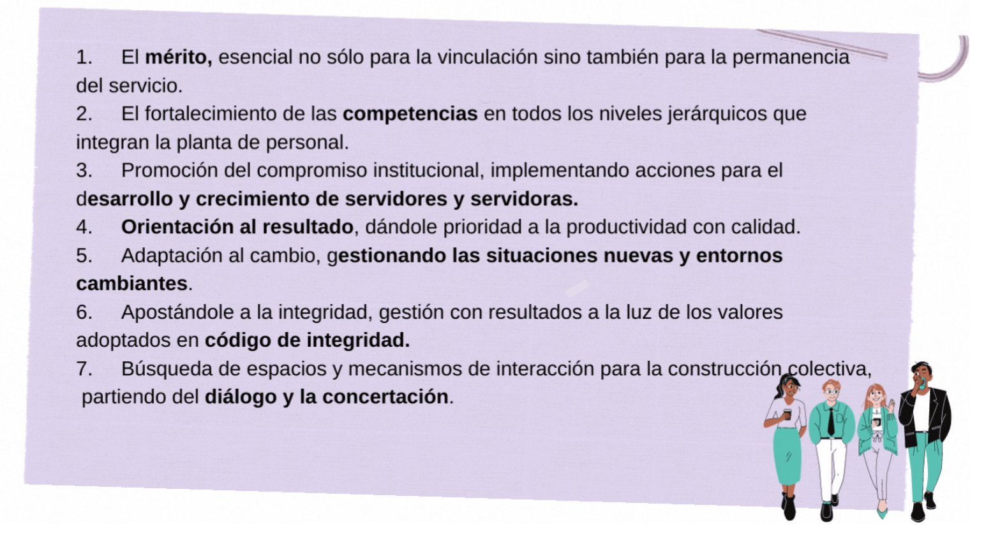 1. El mérito, esencial no sólo para la vinculación sino también para la permanencia
del servicio.
2. El fortalecimiento de las competencias en todos los niveles jerárquicos que
integran la planta de personal.
3. Promoción del compromiso institucional, implementando acciones para el
desarrollo y crecimiento de servidores y servidoras.
4. Orientación al resultado, dándole prioridad a la productividad con calidad.
5. Adaptación al cambio, gestionando las situaciones nuevas y entornos
cambiantes.
6. Apostándole a la integridad, gestión con resultados a la luz de los valores
adoptados en código de integridad.
7. Búsqueda de espacios y mecanismos de interacción para la construcción colectiva,
partiendo del diálogo y la concertación.